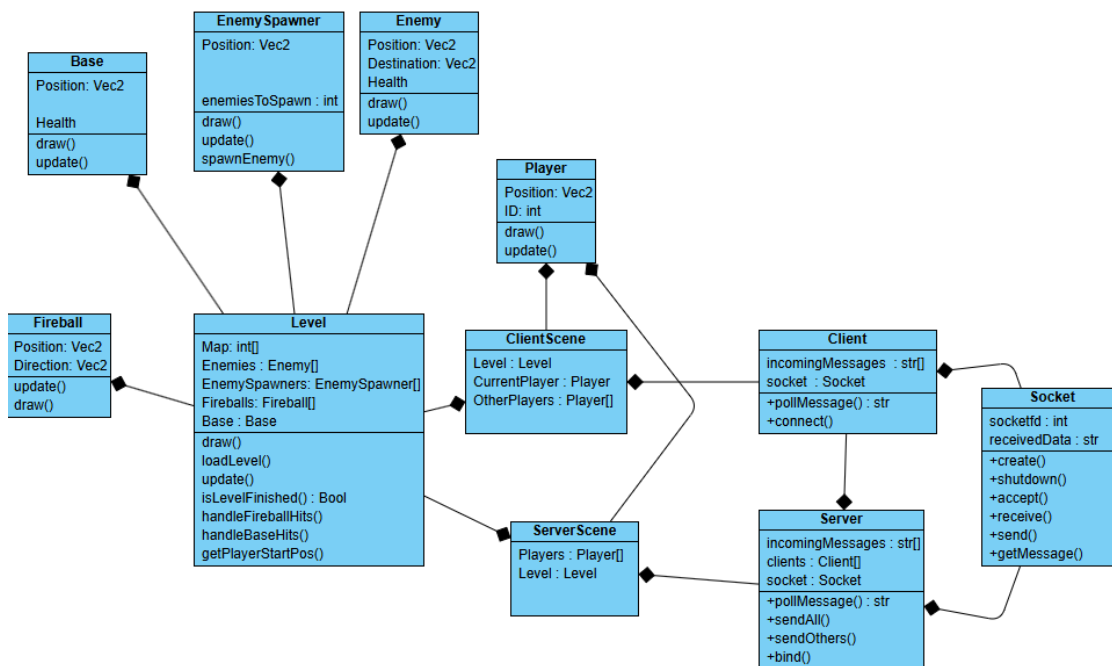 EnemySpawner
Position: Vec2
enemiesToSpawn : int
draw()
update()
spawnEnemy()
Enemy
Position: Vec2
Destination: Vec2
Health
draw()
update()
Base
Position: Vec2
Health
draw()
update()
Player
Position: Vec2
ID: int
draw()
update()
Fireball
Position: Vec2
Direction: Vec2
update()
draw()
Level
Map: int[]
Enemies : Enemy[]
EnemySpawners: EnemySpawner[]
Fireballs: Fireball[]
Base : Base
draw()
loadLevel()
update()
isLevelFinished() : Bool
handleFireballHits()
handleBaseHits()
getPlayerStartPos()
ClientScene
Level : Level
CurrentPlayer : Player
OtherPlayers : Player[]
Client
incomingMessages : str[]
socket : Socket
+pollMessage() : str
+connect()
Socket
socketfd : int
receivedData : str
+create()
+shutdown()
+accept()
+receive()
+send()
+getMessage()
ServerScene
Players : Player[]
Level : Level
Server
incomingMessages : str[]
clients : Client[]
socket : Socket
+pollMessage() : str
+sendAll()
+sendOthers()
+bind()